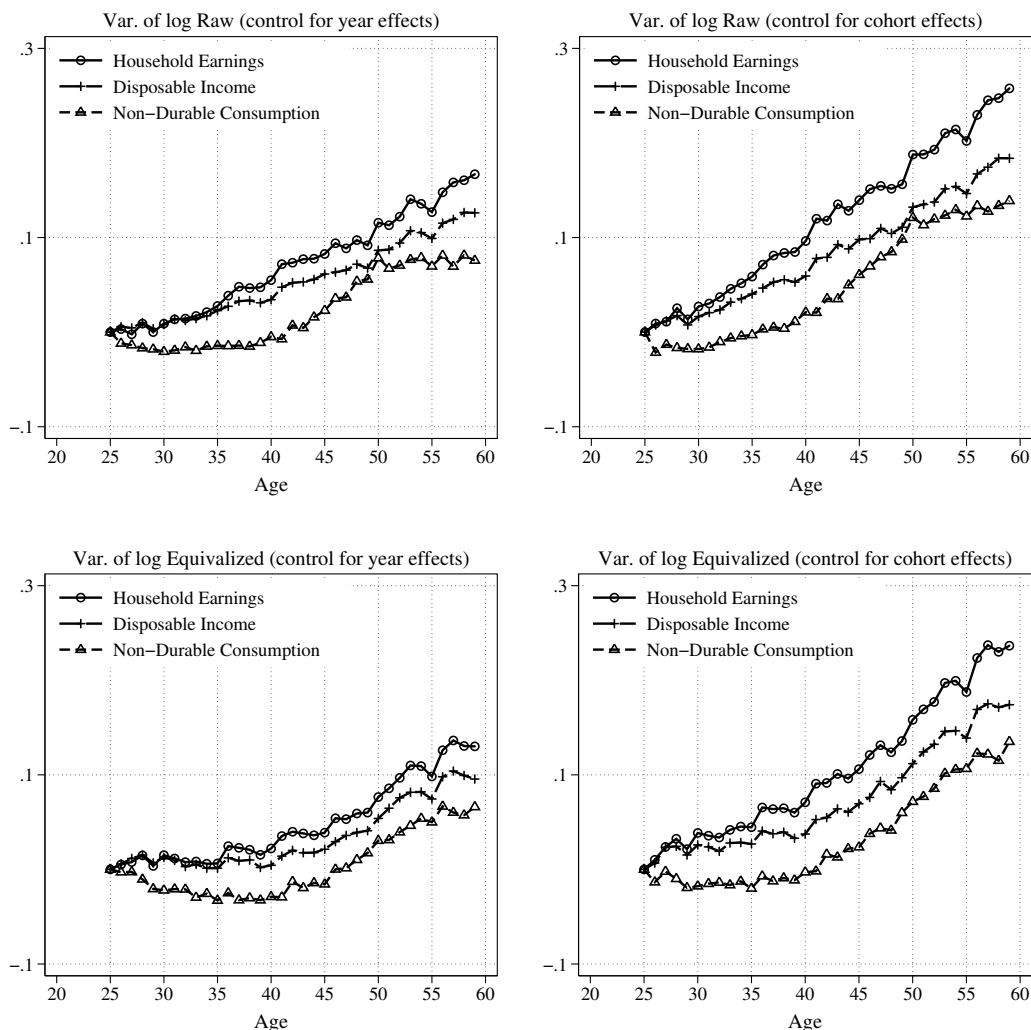 Var. of log Raw (control for year effects)
.3
.1
−.1
Household Earnings
Disposable Income
Non−Durable Consumption
20 25 30 35 40 45 50 55 60
Age
Var. of log Raw (control for cohort effects)
.3
.1
−.1
Household Earnings
Disposable Income
Non−Durable Consumption
20 25 30 35 40 45 50 55 60
Age
Var. of log Equivalized (control for year effects)
.3
.1
−.1
Household Earnings
Disposable Income
Non−Durable Consumption
20 25 30 35 40 45 50 55 60
Age
Var. of log Equivalized (control for cohort effects)
.3
.1
−.1
Household Earnings
Disposable Income
Non−Durable Consumption
20 25 30 35 40 45 50 55 60
Age